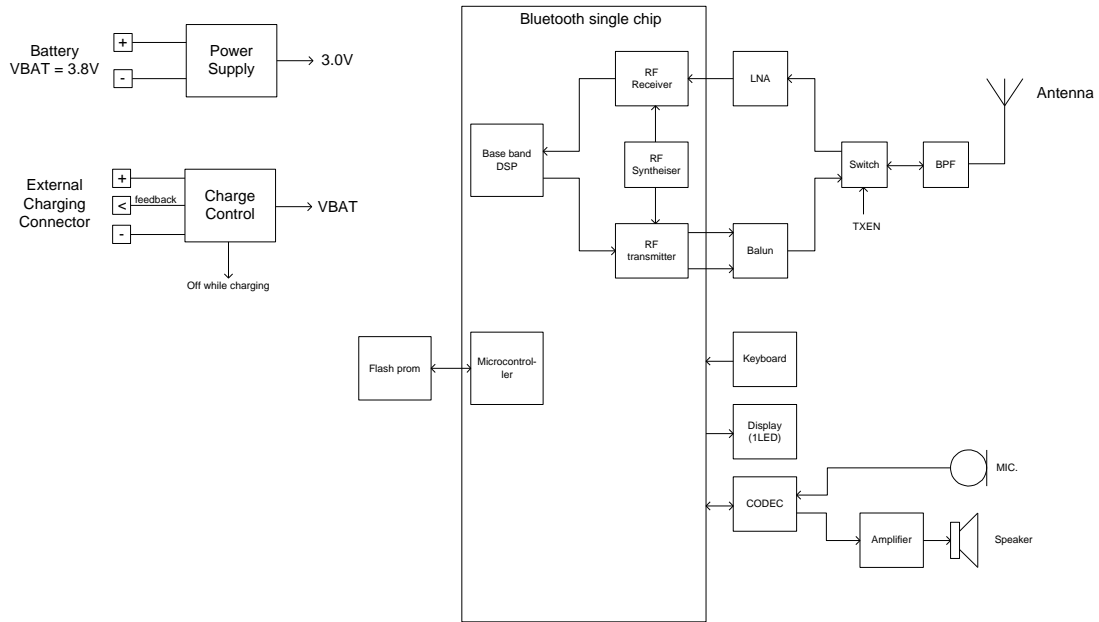 Bluetooth single chip
Battery
VBAT = 3.8V
+
-
Power
Supply
3.0V
RF
Receiver
LNA
Antenna
Base band
DSP
RF
Syntheiser
Switch
BPF
TXEN
External
Charging
Connector
+
<
-
feedback
Charge
Control
VBAT
Off while charging
RF
transmitter
Balun
Flash prom
Microcontrol-
ler
Keyboard
Display
(1LED)
CODEC
MIC.
Amplifier
Speaker